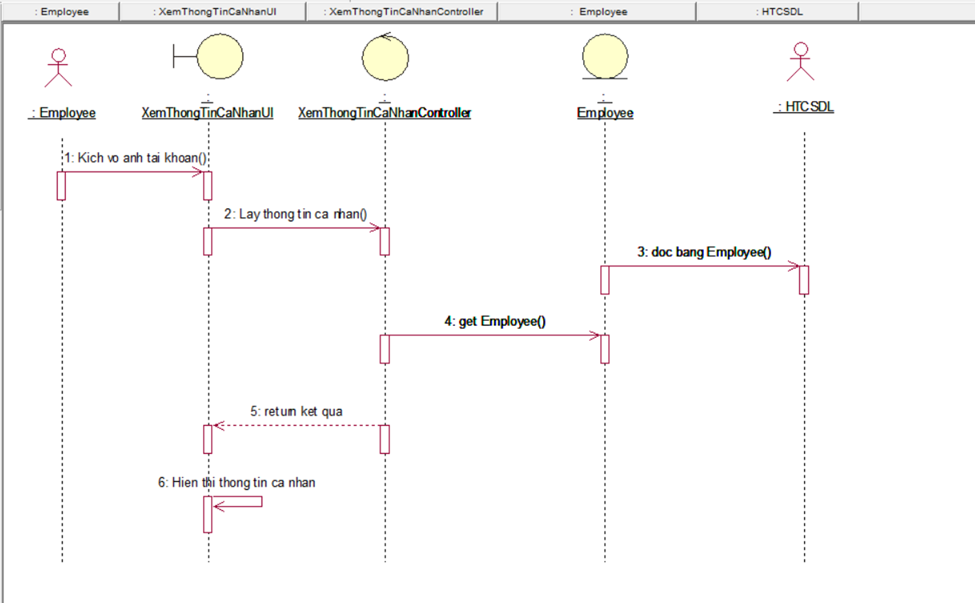 : Employee
: XemThongTinCaNhanUI
: XemThongTinCaNhanController
: Employee
: HTCSDL
: Employee
:
XemThongTinCaNhanUI
:
XemThongTinCaNhanController
:
Employee
: HTCSDL
1: Kich vo anh tai khoan()
2: Lay thong tin ca nhan()
3: doc bang Employee()
4: get Employee()
5: return ket qua
6: Hien thi thong tin ca nhan